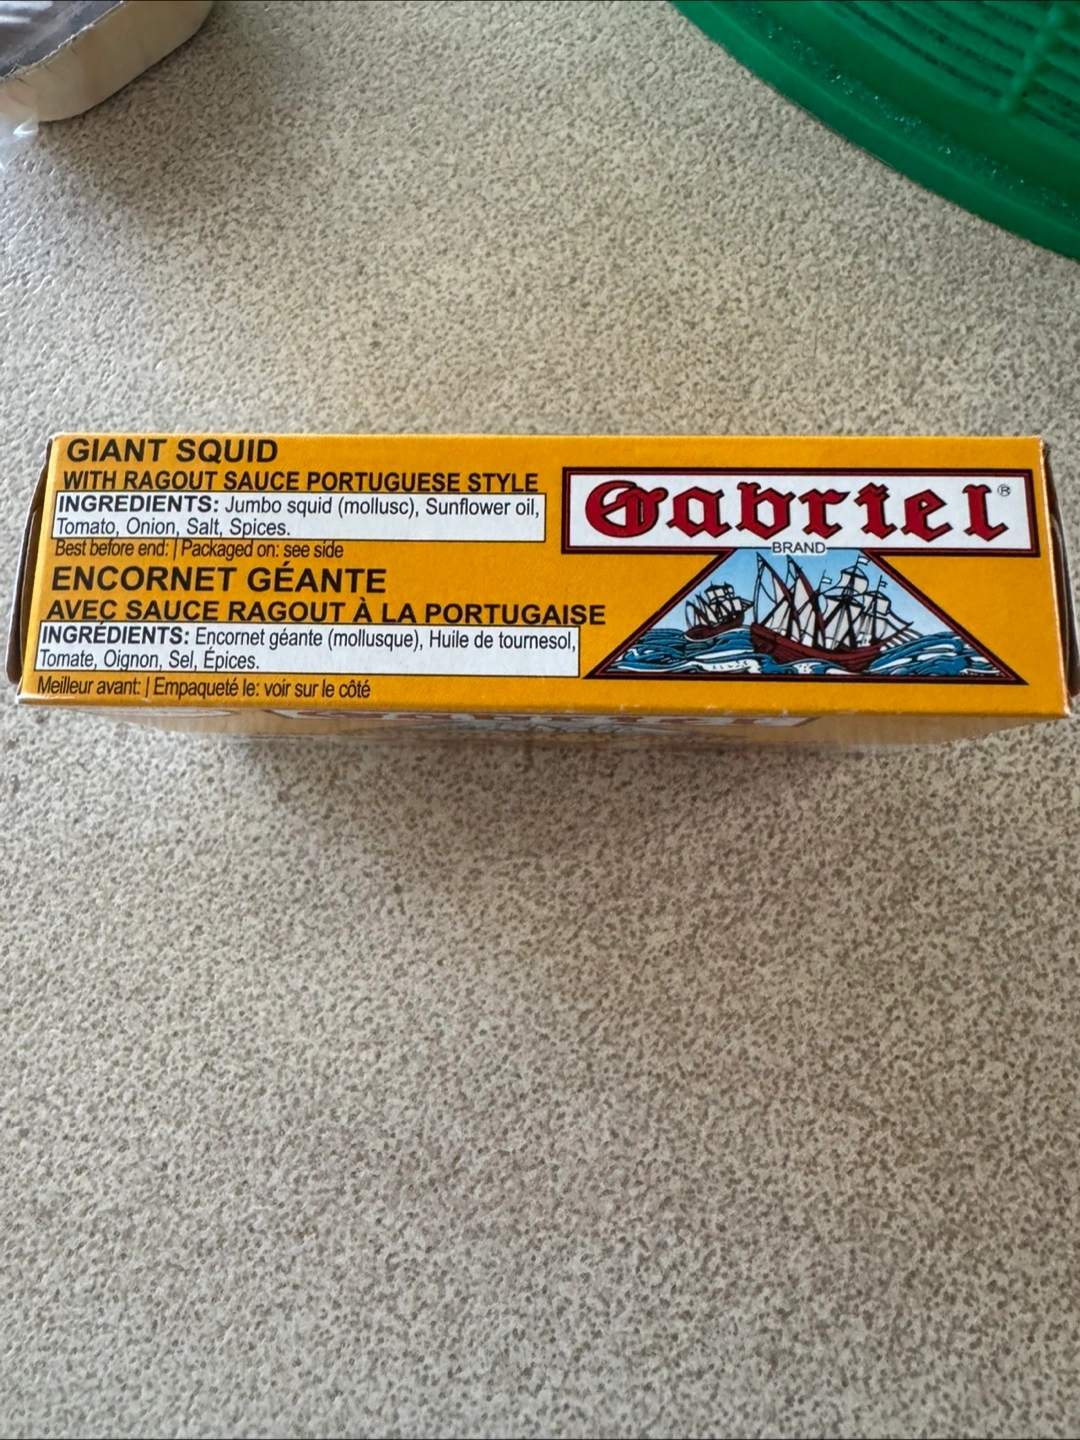 GIANT SQUID
WITH RAGOUT SAUCE PORTUGUESE STYLE
INGREDIENTS: Jumbo squid (mollusc), Sunflower oil,
Tomato, Onion, Salt, Spices.
Best before end: | Packaged on: see side
ENCORNET GÉANTE
AVEC SAUCE RAGOUT À LA PORTUGAISE
INGRÉDIENTS: Encornet géante (mollusque), Huile de tournesol,
Tomate, Oignon, Sel, Épices.
Meilleur avant: | Empaqueté le: voir sur le côté
Gabriel®
BRAND